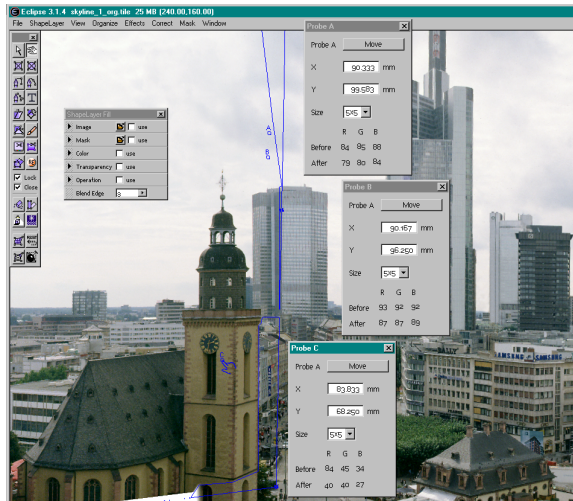 Eclipse 3.1.4 skyline_1_org.tile 25 MB (240.00,160.00)
File ShapeLayer View Organize Effects Correct Mask Window
Probe A
Probe A Move
X 90.333 mm
Y 99.583 mm
Size 5x5
R G B
Before 84 85 88
After 79 80 84
ShapeLayer Fill
Image use
Mask use
Color use
Transparency use
Operation use
Blend Edge 3
Lock
Close
A
B
Probe B
Probe A Move
X 90.167 mm
Y 96.250 mm
Size 5x5
R G B
Before 93 92 92
After 87 87 89
Probe C
Probe A Move
X 83.833 mm
Y 68.250 mm
Size 5x5
R G B
Before 84 45 34
After 40 40 27
SAMSUNG SAMSUNG